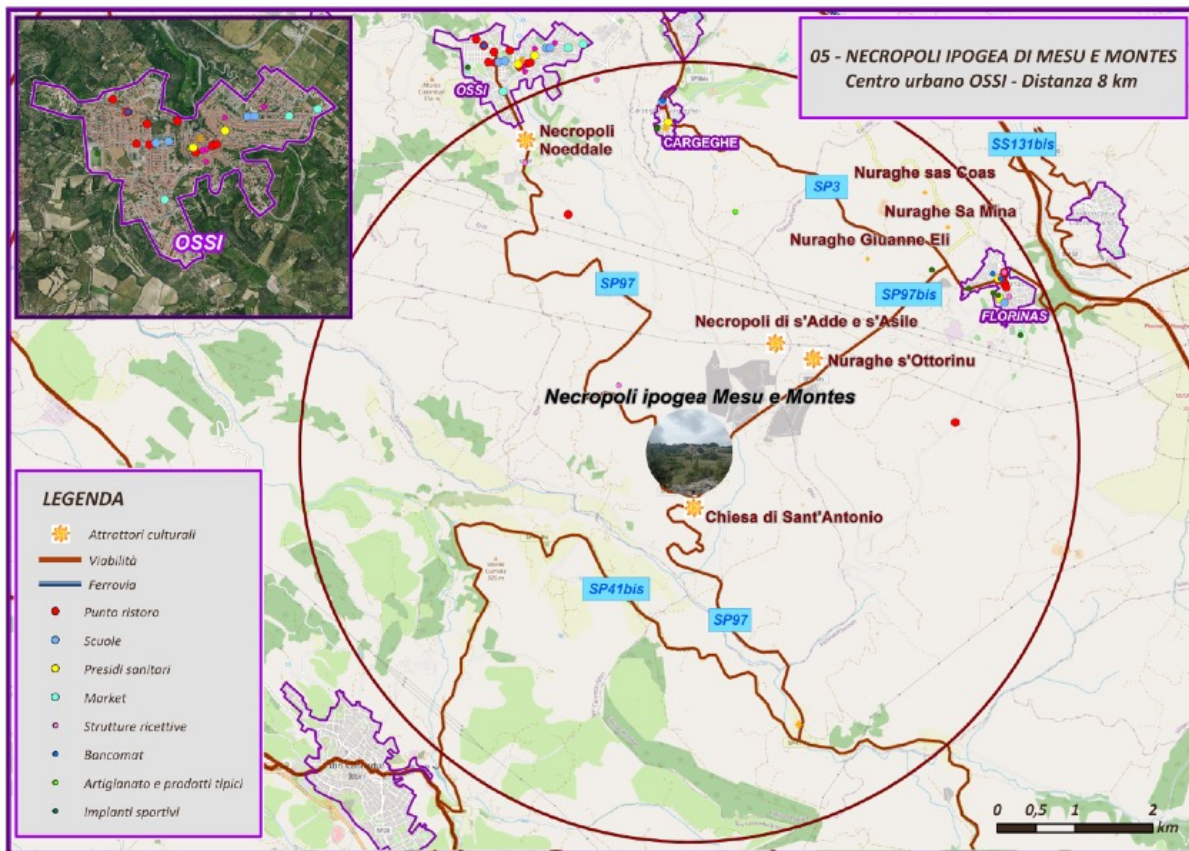 05 - NECROPOLI IPOGEA DI MESU E MONTES
Centro urbano OSSI - Distanza 8 km
OSSI
OSSI
CARGEGHE
Necropoli
Noeddale
SS131bis
SP3
Nuraghe sas Coas
Nuraghe Sa Mina
Nuraghe Giuanne Eli
SP97
SP97bis
FLORINAS
Necropoli di s'Adde e s'Asile
Nuraghe s'Ottorinu
Necropoli ipogea Mesu e Montes
Chiesa di Sant'Antonio
SP41bis
SP97
LEGENDA
Attrattori culturali
Viabilità
Ferrovia
Punto ristoro
Scuole
Presidi sanitari
Market
Strutture ricettive
Bancomat
Artigianato e prodotti tipici
Impianti sportivi
0 0,5 1 2
km